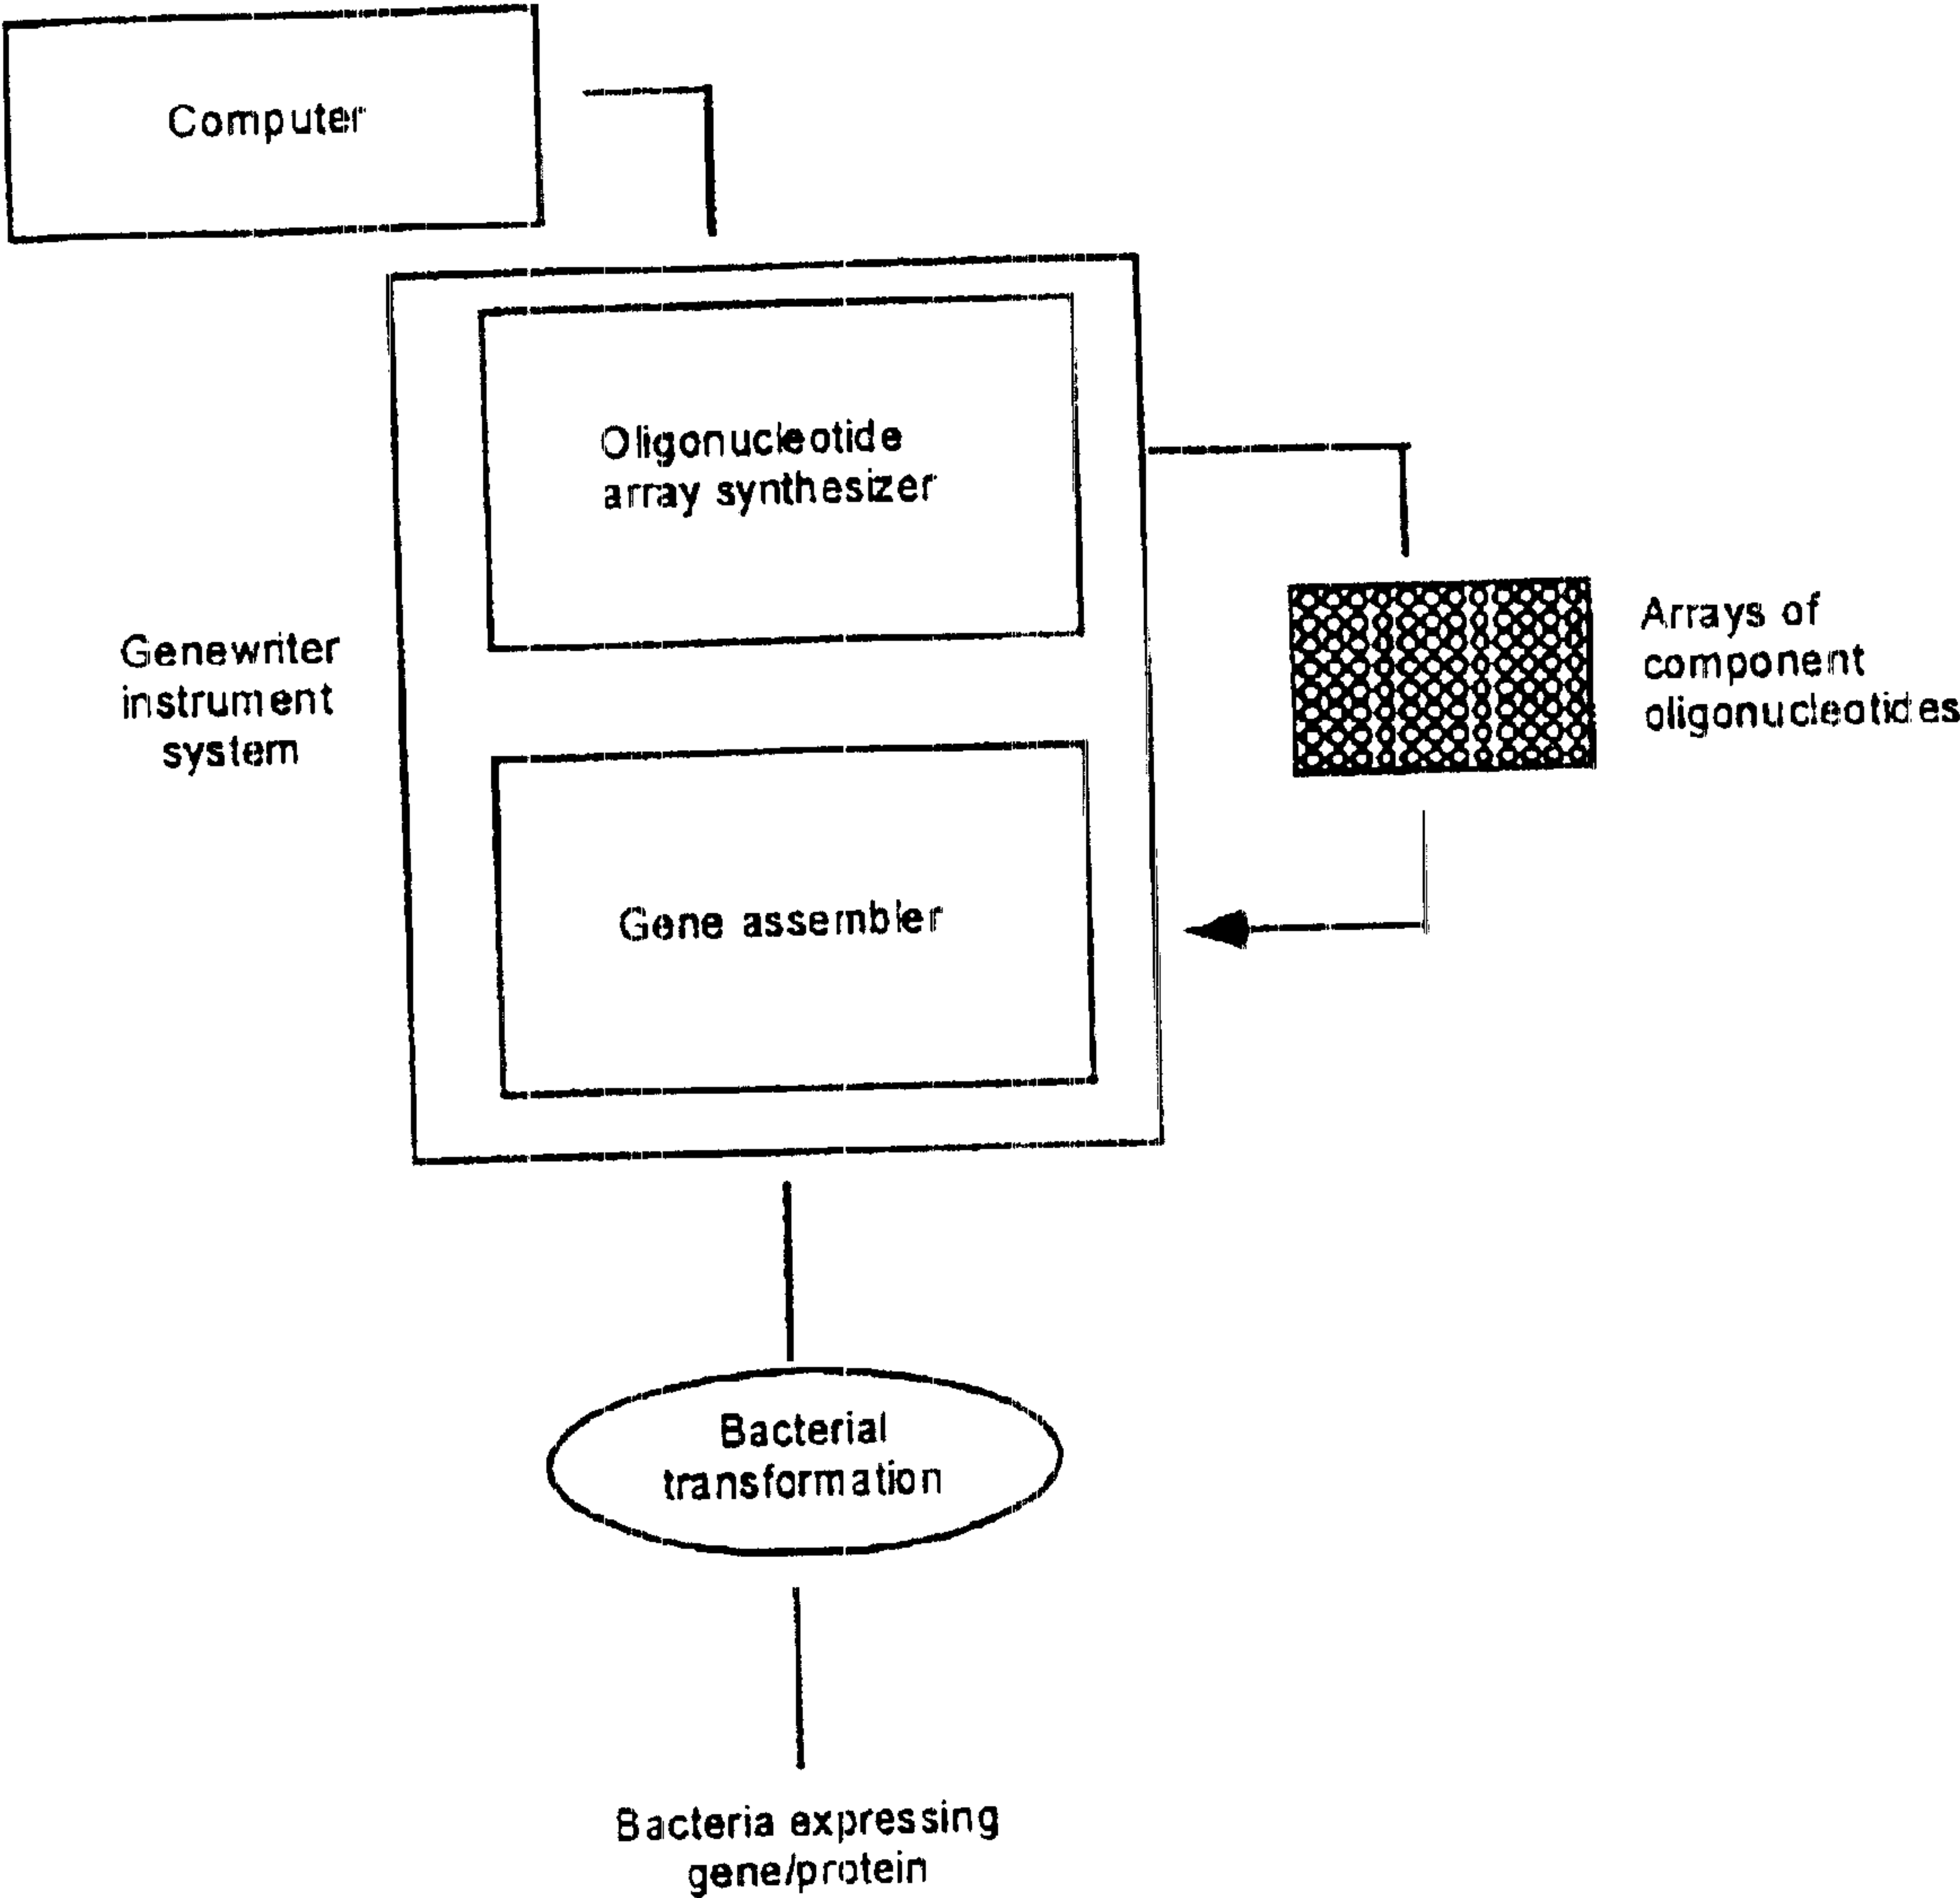 Computer
Oligonucleotide
array synthesizer
Genewriter
instrument
system
Arrays of
component
oligonucleotides
Gene assembler
Bacterial
transformation
Bacteria expressing
gene/protein